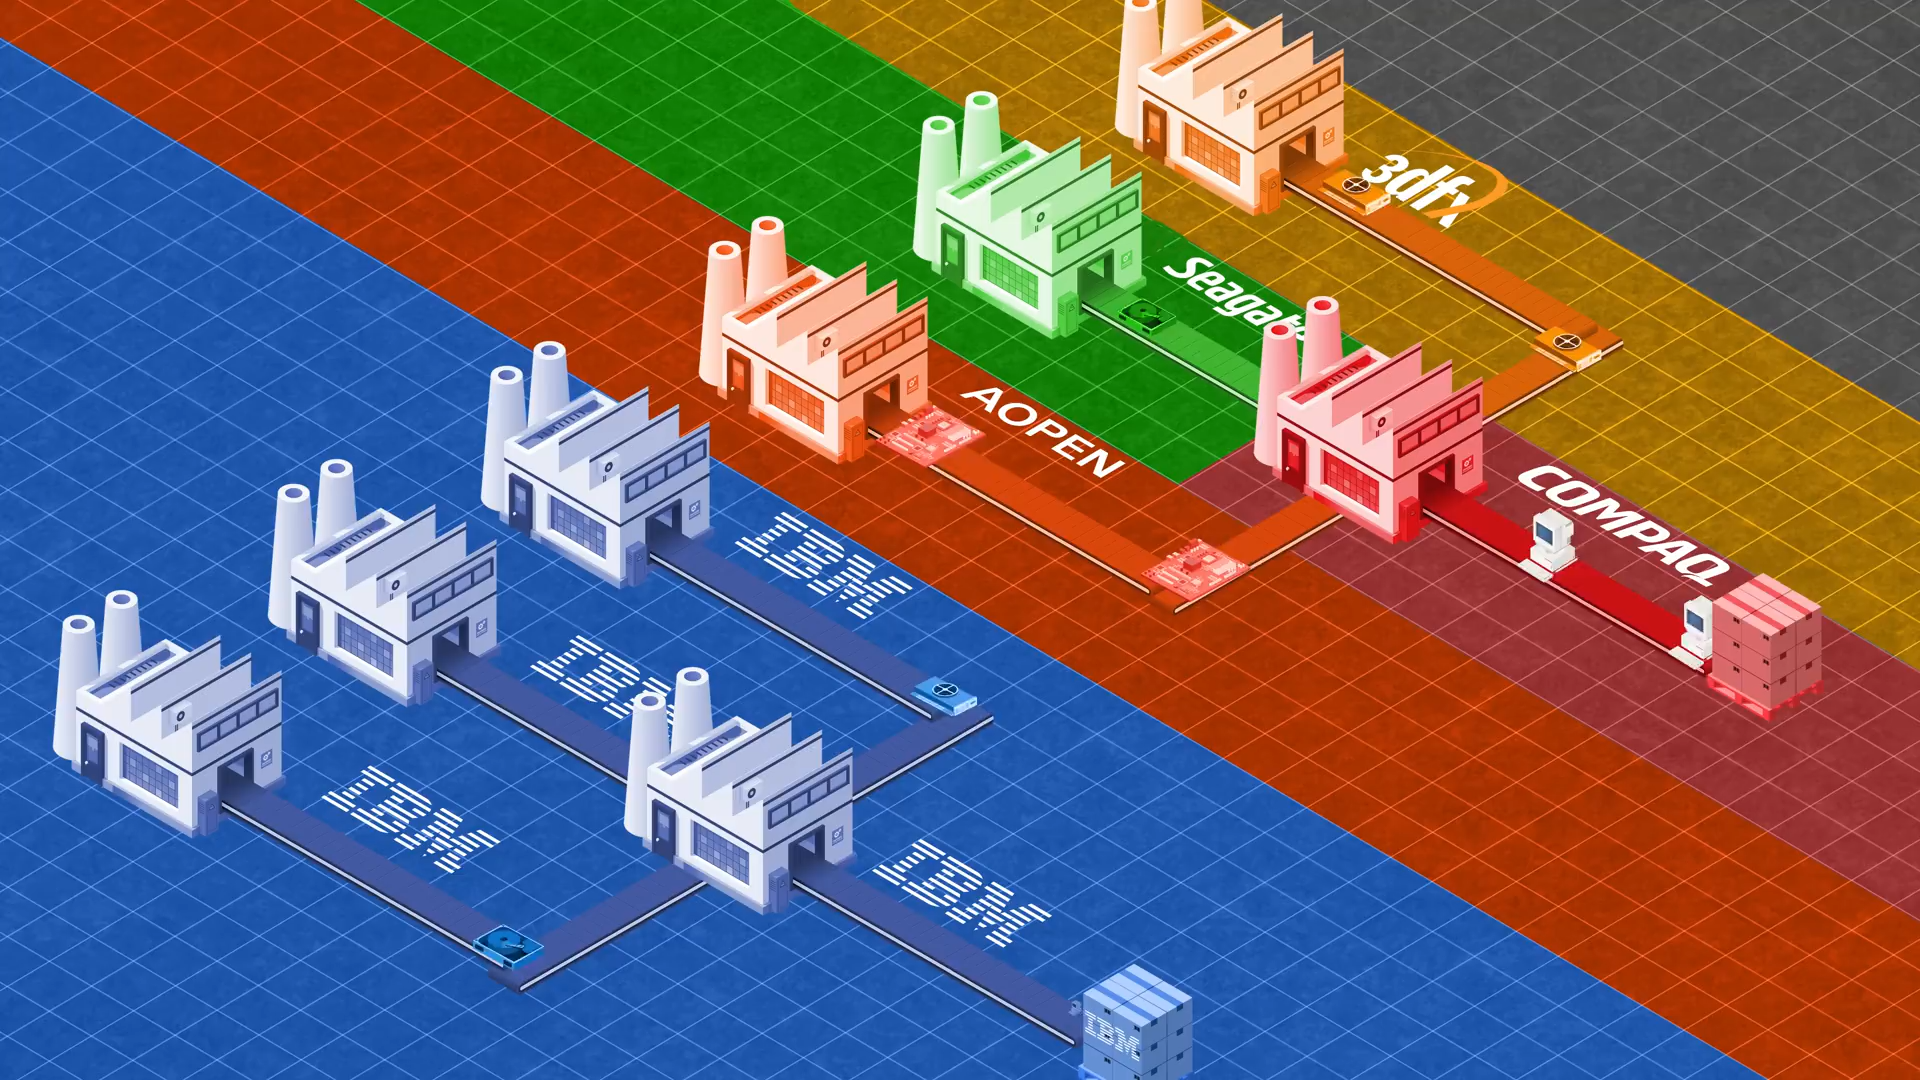 3dfx
Seagate
AOPEN
COMPAQ
IBM
IBM
IBM
IBM
IBM